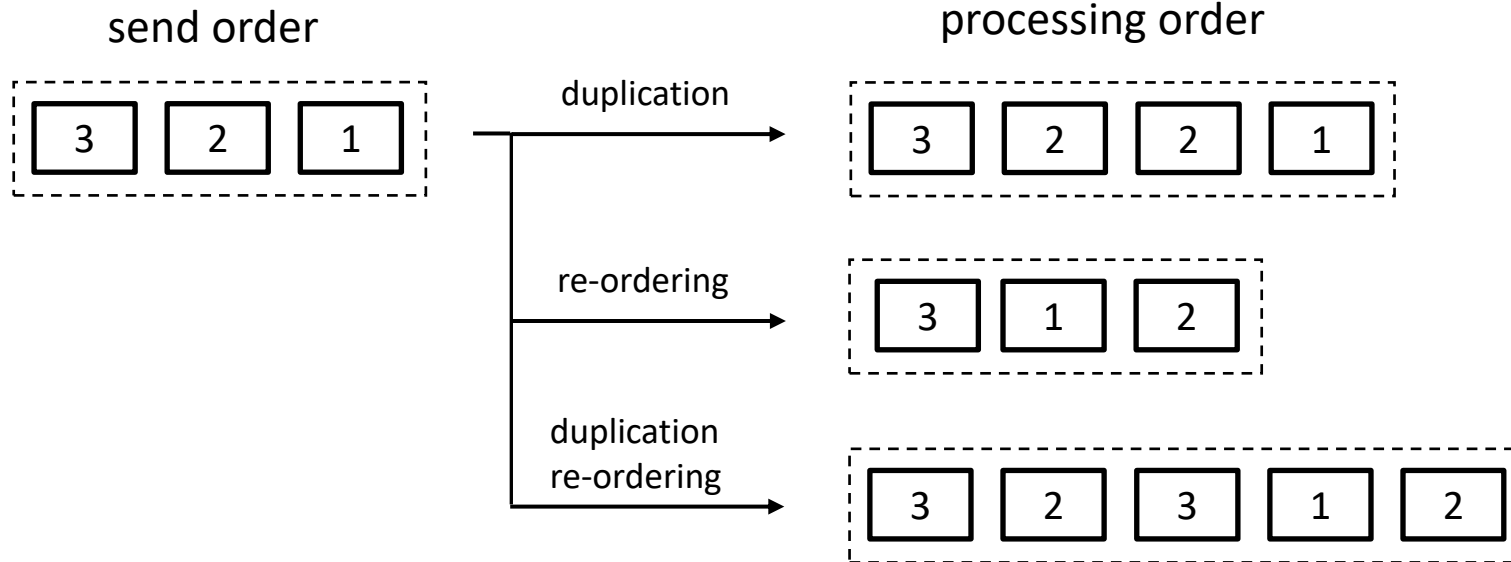 send order
processing order
3 2 1
duplication
3 2 2 1
re-ordering
3 1 2
duplication
re-ordering
3 2 3 1 2